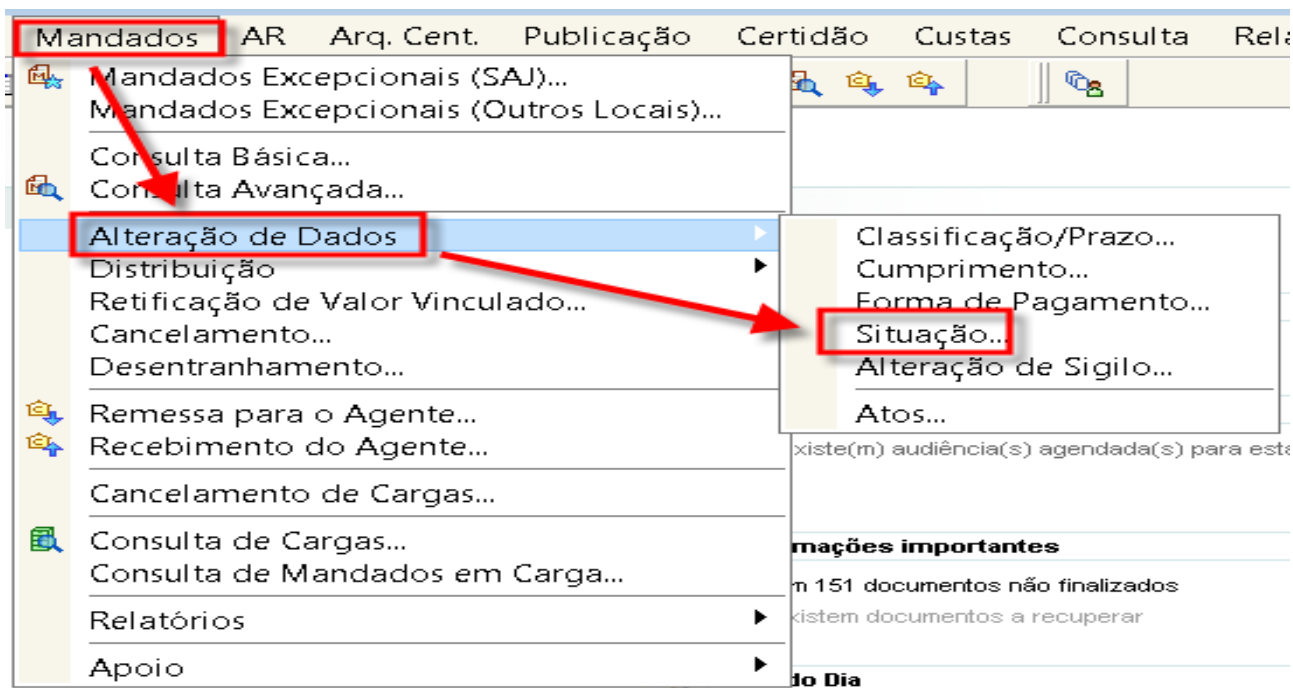 Mandados AR Arq. Cent. Publicação Certidão Custas Consulta
Mandados Excepcionais (SAJ)...
Mandados Excepcionais (Outros Locais)...
Consulta Básica...
Consulta Avançada...
Alteração de Dados
Distribuição
Retificação de Valor Vinculado...
Cancelamento...
Desentranhamento...
Remessa para o Agente...
Recebimento do Agente...
Cancelamento de Cargas...
Consulta de Cargas...
Consulta de Mandados em Carga...
Relatórios
Apoio
Classificação/Prazo...
Cumprimento...
Forma de Pagamento...
Situação...
Alteração de Sigilo...
Atos...
xiste(m) audiência(s) agendada(s) para esta
mações importantes
m 151 documentos não finalizados
xistem documentos a recuperar
do Dia